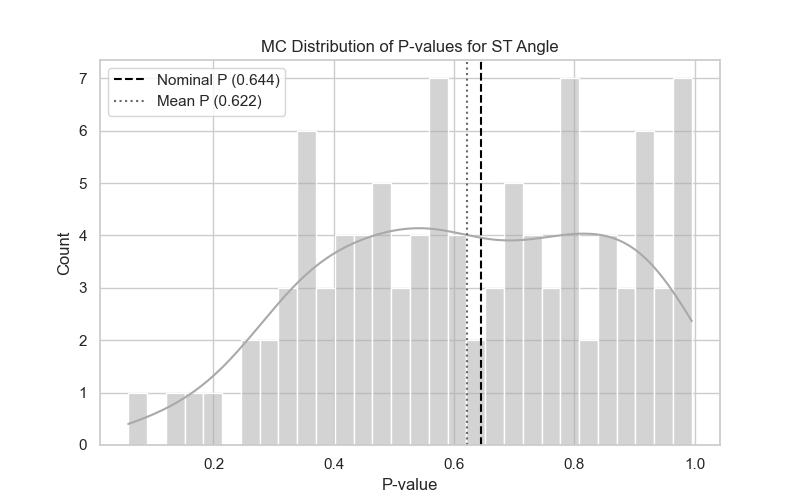 MC Distribution of P-values for ST Angle
Nominal P (0.644)
Mean P (0.622)
Count
7
6
5
4
3
2
1
0
0.2 0.4 0.6 0.8 1.0
P-value